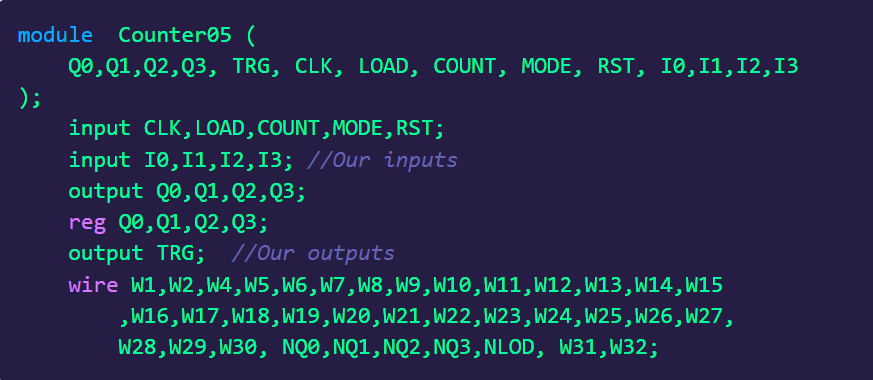 module  Counter05 (
    Q0,Q1,Q2,Q3, TRG, CLK, LOAD, COUNT, MODE, RST, I0,I1,I2,I3
);
    input CLK,LOAD,COUNT,MODE,RST;
    input I0,I1,I2,I3; //Our inputs
    output Q0,Q1,Q2,Q3;
    reg Q0,Q1,Q2,Q3;
    output TRG;  //Our outputs
    wire W1,W2,W4,W5,W6,W7,W8,W9,W10,W11,W12,W13,W14,W15
        ,W16,W17,W18,W19,W20,W21,W22,W23,W24,W25,W26,W27,
        W28,W29,W30, NQ0,NQ1,NQ2,NQ3,NLOD, W31,W32;